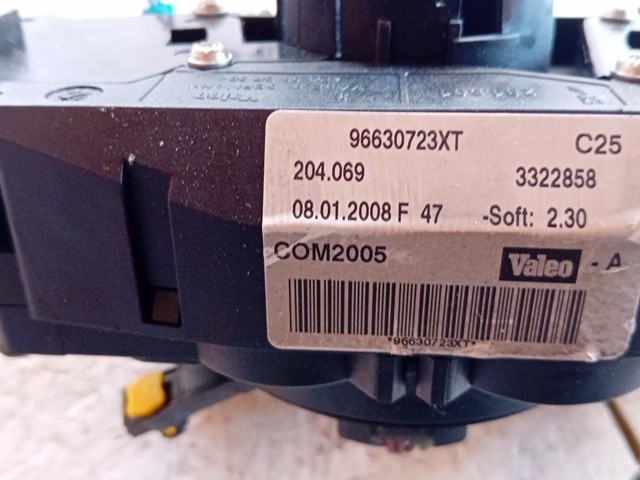 96630723XT C25
204.069 3322858
08.01.2008 F 47 -Soft: 2.30
COM2005 Valeo - A
*96630723XT*